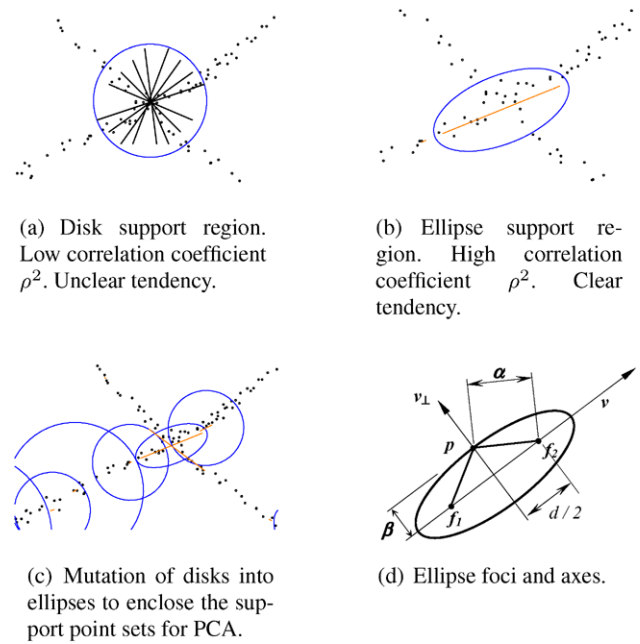 (a) Disk support region.
Low correlation coefficient
ρ². Unclear tendency.
(b) Ellipse support re-
gion. High correlation
coefficient ρ². Clear
tendency.
α
v⊥
v
p
f₂
f₁
d / 2
β
(c) Mutation of disks into
ellipses to enclose the sup-
port point sets for PCA.
(d) Ellipse foci and axes.